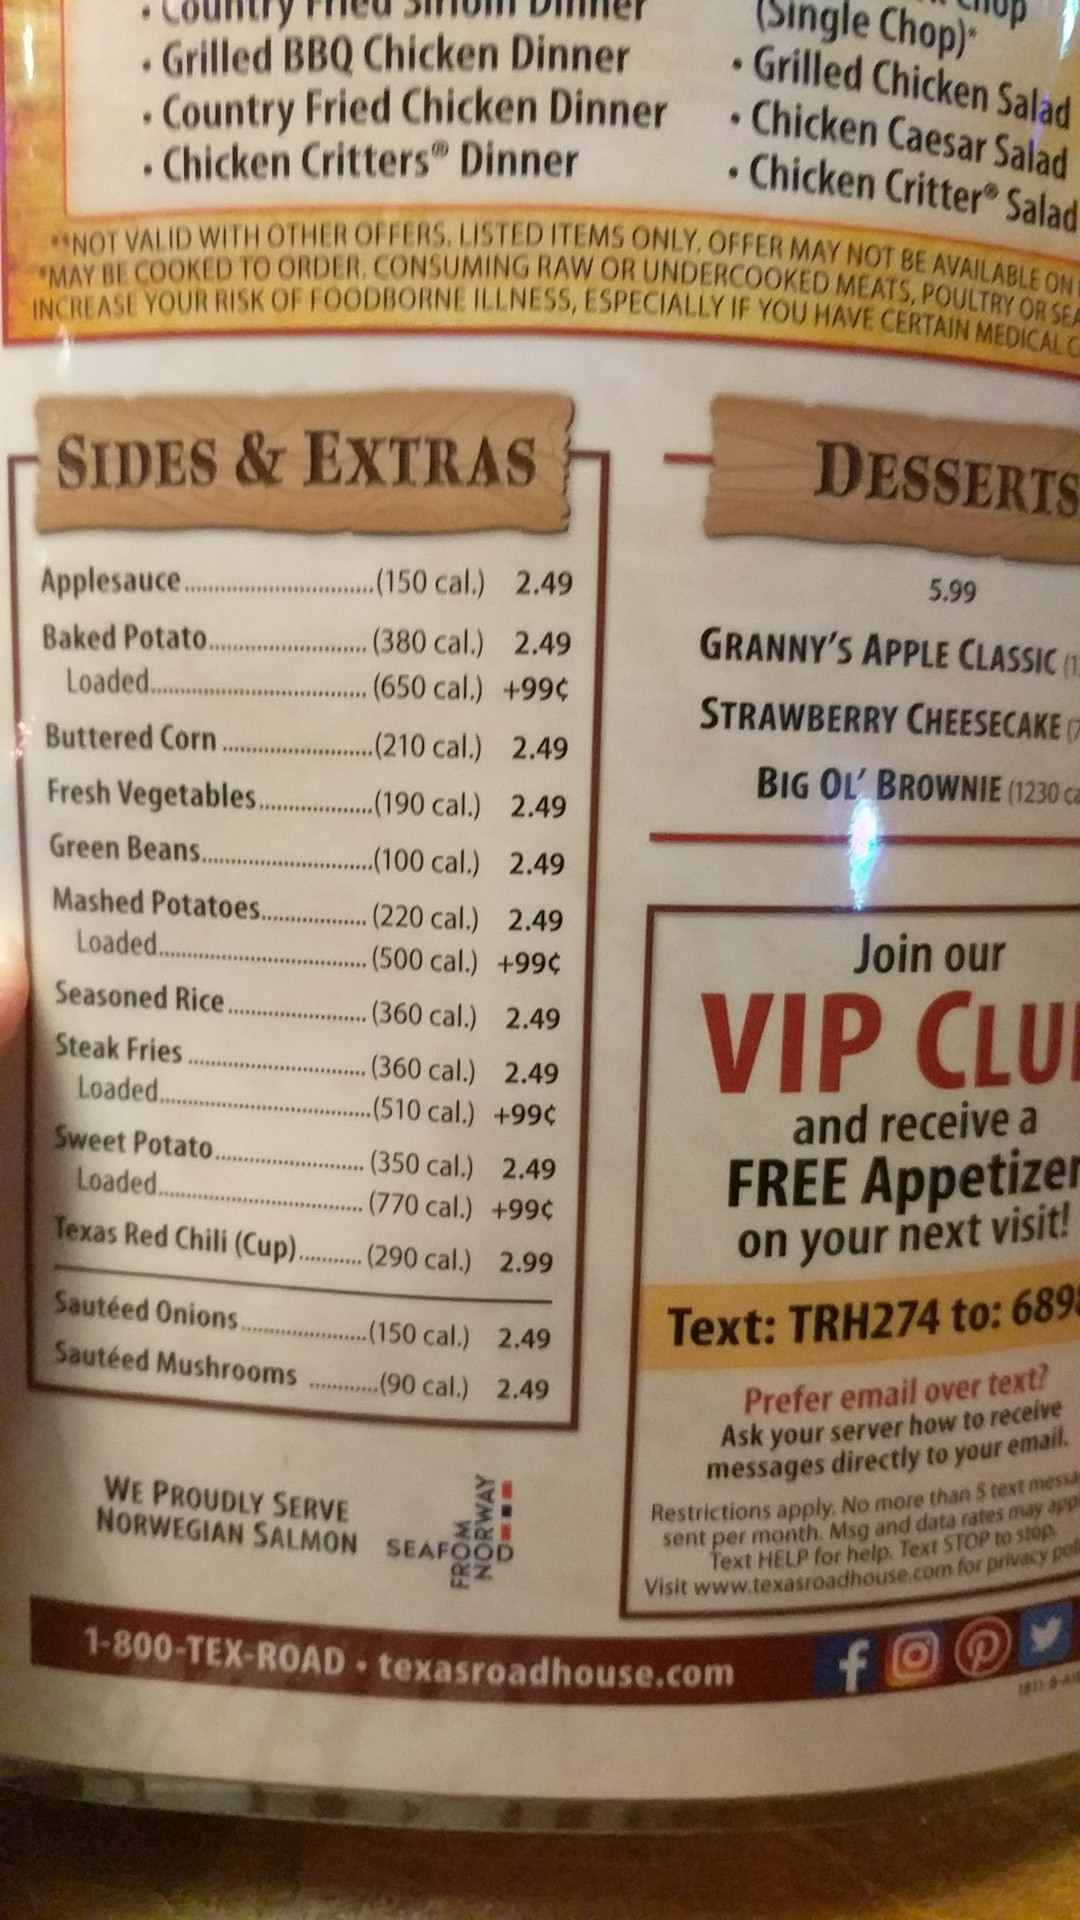 • Country Fried Sirloin Dinner
• Grilled BBQ Chicken Dinner
• Country Fried Chicken Dinner
• Chicken Critters® Dinner
Chop
(Single Chop)*
• Grilled Chicken Salad
• Chicken Caesar Salad
• Chicken Critter® Salad
**NOT VALID WITH OTHER OFFERS. LISTED ITEMS ONLY. OFFER MAY NOT BE AVAILABLE ON
*MAY BE COOKED TO ORDER. CONSUMING RAW OR UNDERCOOKED MEATS, POULTRY OR
INCREASE YOUR RISK OF FOODBORNE ILLNESS, ESPECIALLY IF YOU HAVE CERTAIN MEDICAL
SIDES & EXTRAS
Applesauce..............................(150 cal.) 2.49
Baked Potato......................... (380 cal.) 2.49
Loaded.................................. (650 cal.) +99¢
Buttered Corn ........................(210 cal.) 2.49
Fresh Vegetables..................(190 cal.) 2.49
Green Beans...........................(100 cal.) 2.49
Mashed Potatoes................. (220 cal.) 2.49
Loaded.................................. (500 cal.) +99¢
Seasoned Rice....................... (360 cal.) 2.49
Steak Fries ............................. (360 cal.) 2.49
Loaded...................................(510 cal.) +99¢
Sweet Potato......................... (350 cal.) 2.49
Loaded.................................. (770 cal.) +99¢
Texas Red Chili (Cup).......... (290 cal.) 2.99
Sautéed Onions.....................(150 cal.) 2.49
Sautéed Mushrooms ............(90 cal.) 2.49
WE PROUDLY SERVE
NORWEGIAN SALMON
SEAFOOD
FROM
NORWAY
DESSERTS
5.99
GRANNY'S APPLE CLASSIC
STRAWBERRY CHEESECAKE
BIG OL' BROWNIE (1230
Join our
VIP
and receive a
FREE Appetizer
on your next visit!
Text: TRH274 to:
Prefer email over text?
Ask your server how to receive
messages directly to your email.
Restrictions apply. No more than 5 text
sent per month. Msg and data rates may
Text HELP for help. Text STOP to stop.
Visit www.texasroadhouse.com for privacy
1-800-TEX-ROAD • texasroadhouse.com